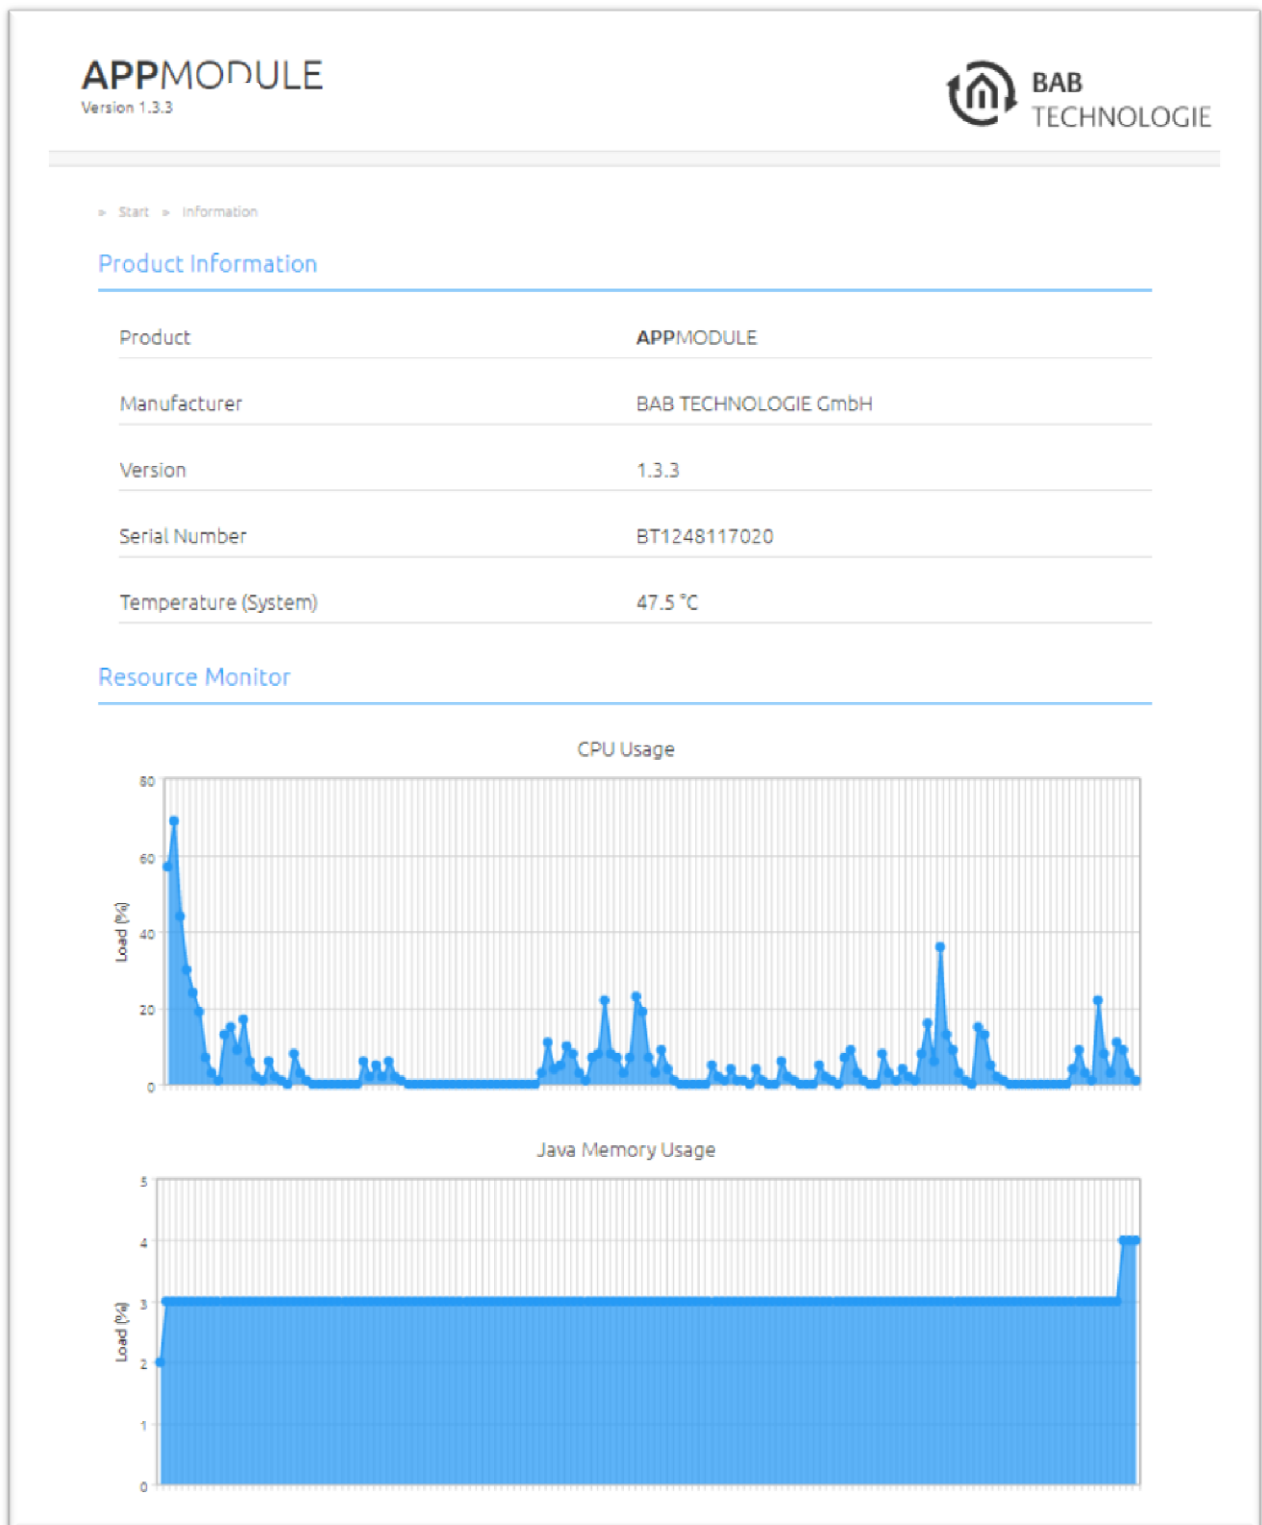 APPMODULE
Version 1.3.3
BAB
TECHNOLOGIE
» Start » Information
Product Information
Product APPMODULE
Manufacturer BAB TECHNOLOGIE GmbH
Version 1.3.3
Serial Number BT1248117020
Temperature (System) 47.5 °C
Resource Monitor
CPU Usage
80
60
40
20
0
Load (%)
Java Memory Usage
5
4
3
2
1
0
Load (%)